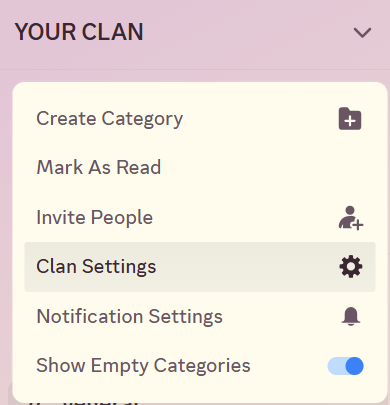 YOUR CLAN
Create Category
Mark As Read
Invite People
Clan Settings
Notification Settings
Show Empty Categories